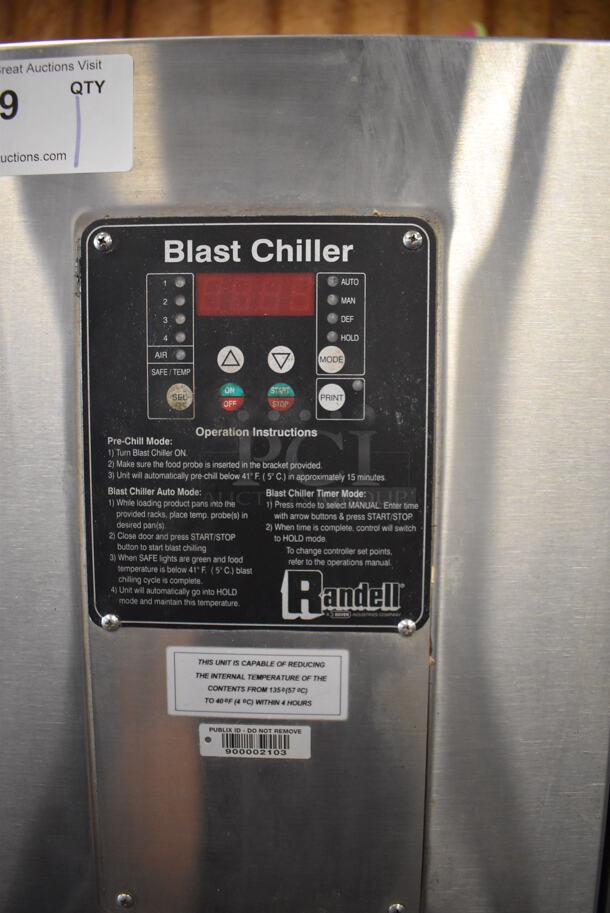 Great Auctions Visit
9
QTY
1
uctions.com
Blast Chiller
1
2
3
4
AIR
SAFE / TEMP
SEL
ON
OFF
START
STOP
AUTO
MAN
DEF
HOLD
MODE
PRINT
Operation Instructions
Pre-Chill Mode:
1) Turn Blast Chiller ON.
2) Make sure the food probe is inserted in the bracket provided.
3) Unit will automatically pre-chill below 41° F. ( 5° C.) in approximately 15 minutes.
Blast Chiller Auto Mode:
1) While loading product pans into the
provided racks, place temp. probe(s) in
desired pan(s).
2) Close door and press START/STOP
button to start blast chilling
3) When SAFE lights are green and food
temperature is below 41° F. ( 5° C.) blast
chilling cycle is complete.
4) Unit will automatically go into HOLD
mode and maintain this temperature.
Blast Chiller Timer Mode:
1) Press mode to select MANUAL. Enter time
with arrow buttons & press START/STOP
2) When time is complete, control will switch
to HOLD mode.
To change controller set points,
refer to the operations manual.
PCI
Randell
THIS UNIT IS CAPABLE OF REDUCING
THE INTERNAL TEMPERATURE OF THE
CONTENTS FROM 135º (57 ºC)
TO 40ºF (4 ºC) WITHIN 4 HOURS
PUBLIX ID - DO NOT REMOVE
900002103